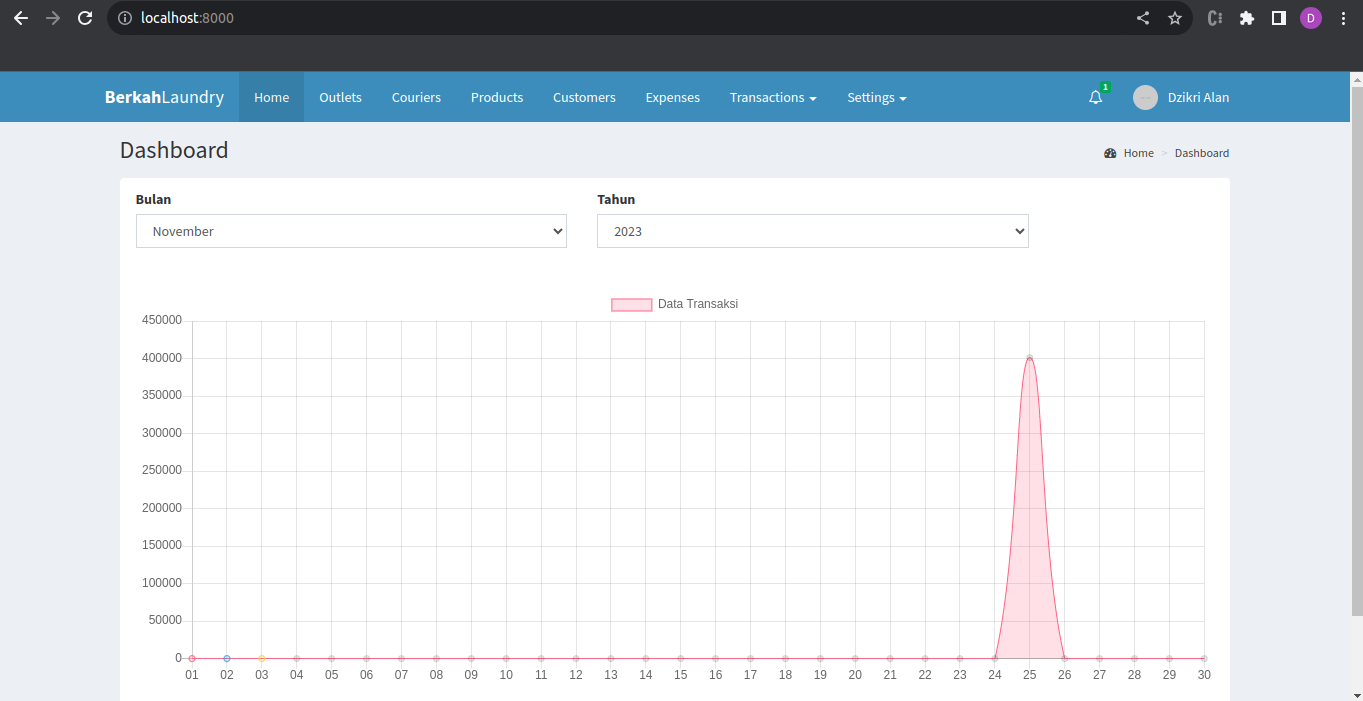 localhost:8000
D
BerkahLaundry Home Outlets Couriers Products Customers Expenses Transactions Settings 1 Dzikri Alan
Dashboard
Home > Dashboard
Bulan Tahun
November 2023
Data Transaksi
450000
400000
350000
300000
250000
200000
150000
100000
50000
0
01 02 03 04 05 06 07 08 09 10 11 12 13 14 15 16 17 18 19 20 21 22 23 24 25 26 27 28 29 30